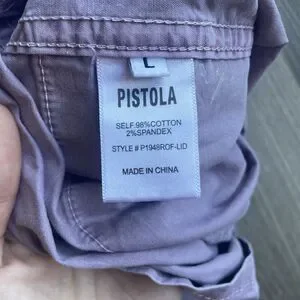 L
PISTOLA
SELF:98%COTTON
2%SPANDEX
STYLE # P1948ROF-LID
MADE IN CHINA